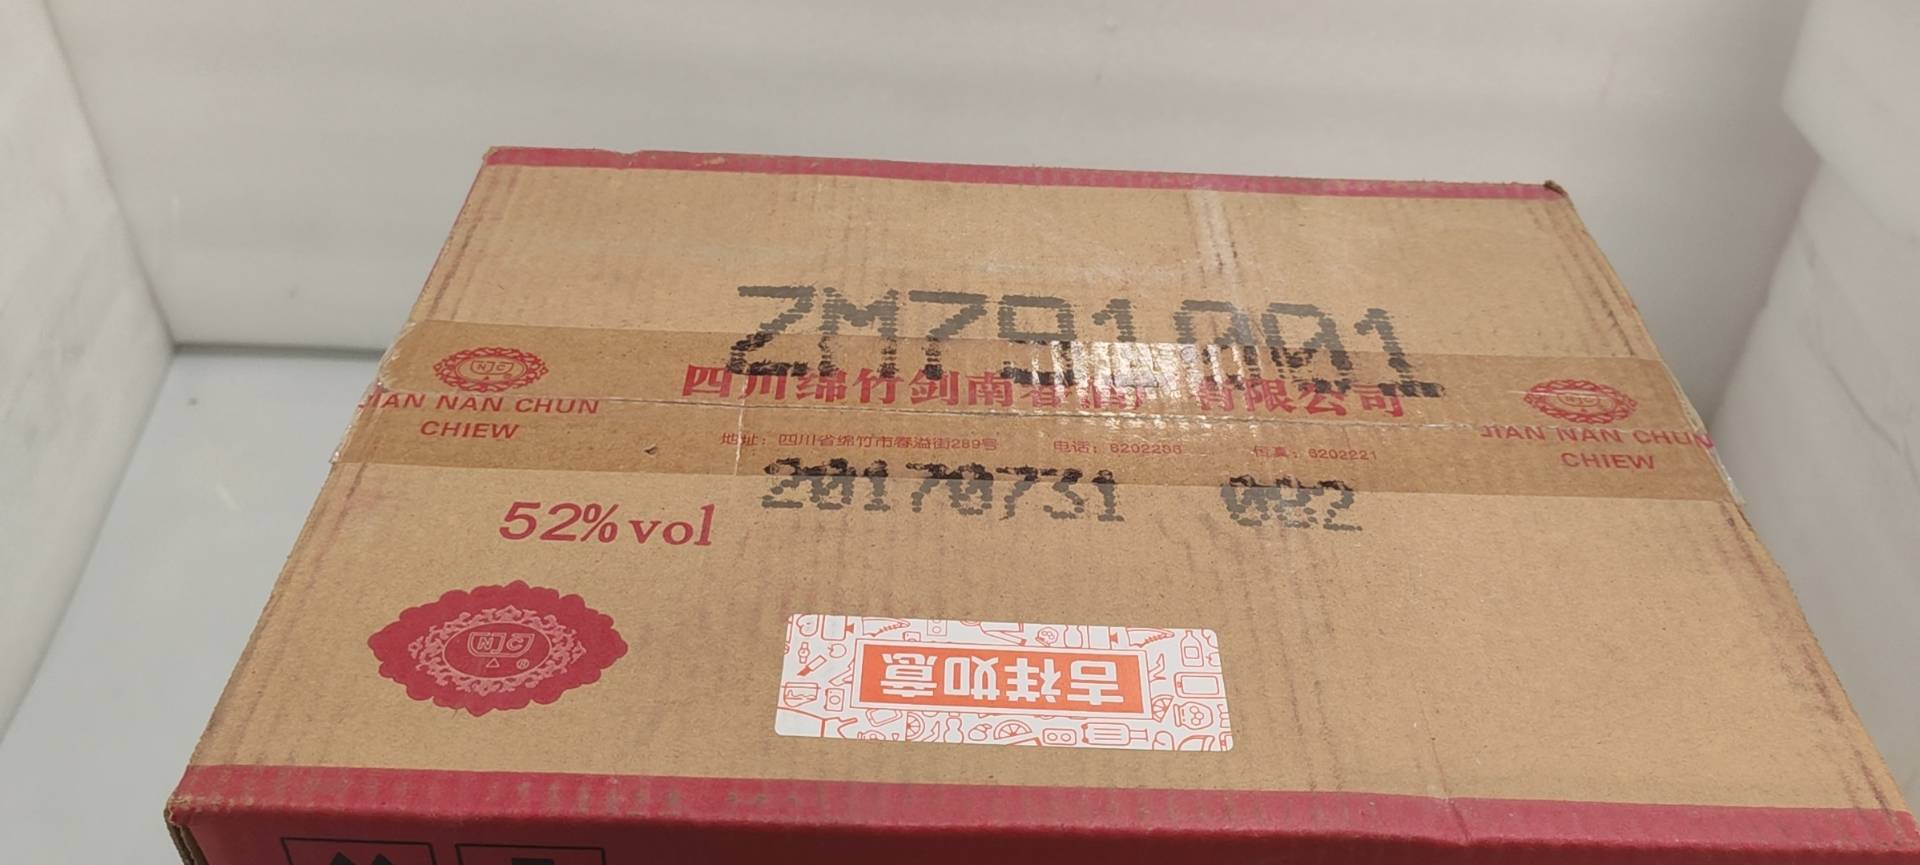 ZM791001
四川绵竹剑南春酒厂有限公司
JIAN NAN CHUN
CHIEW
JIAN NAN CHUN
CHIEW
地址：四川省绵竹市春溢街289号 电话：6202286 传真：6202221
20170731 082
52%vol
吉祥如意